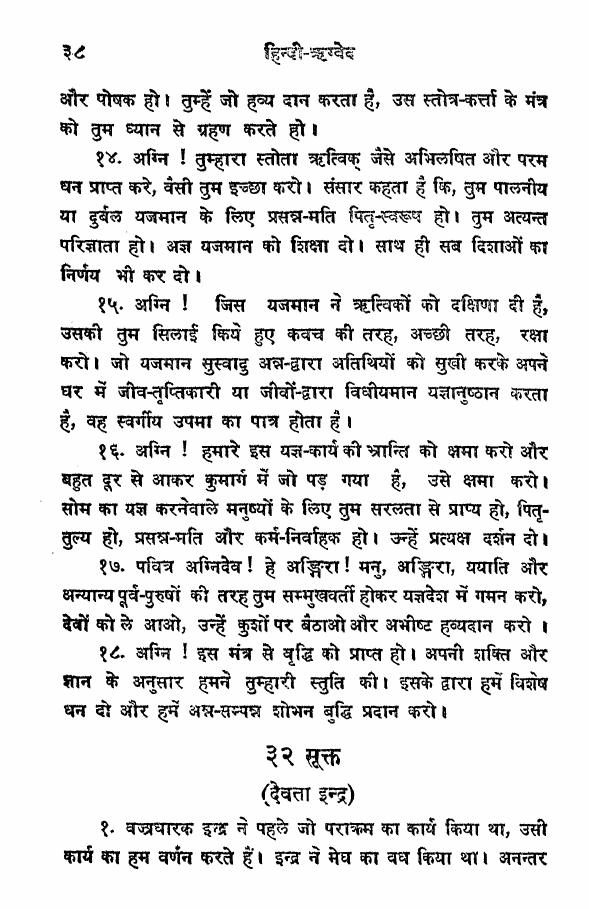 ३८ हिन्दी-ऋग्वेद
और पोषक हो। तुम्हें जो हव्य दान करता है, उस स्तोत्र-कर्त्ता के मंत्र
को तुम ध्यान से ग्रहण करते हो।
१४. अग्नि ! तुम्हारा स्तोता ऋत्विक् जैसे अभिलषित और परम
धन प्राप्त करे, वैसी तुम इच्छा करो। संसार कहता है कि, तुम पालनीय
या दुर्बल यजमान के लिए प्रसन्न-मति पितृ-स्वरूप हो। तुम अत्यन्त
परिज्ञाता हो। अज्ञ यजमान को शिक्षा दो। साथ ही सब दिशाओं का
निर्णय भी कर दो।
१५. अग्नि ! जिस यजमान ने ऋत्विकों को दक्षिणा दी है,
उसकी तुम सिलाई किये हुए कवच की तरह, अच्छी तरह, रक्षा
करो। जो यजमान सुस्वादु अन्न-द्वारा अतिथियों को सुखी करके अपने
घर में जीव-तृप्तिकारी या जीवों-द्वारा विधीयमान यज्ञानुष्ठान करता
है, वह स्वर्गीय उपमा का पात्र होता है।
१६. अग्नि ! हमारे इस यज्ञ-कार्य की भ्रान्ति को क्षमा करो और
बहुत दूर से आकर कुमार्ग में जो पड़ गया है, उसे क्षमा करो।
सोम का यज्ञ करनेवाले मनुष्यों के लिए तुम सरलता से प्राप्य हो, पितृ-
तुल्य हो, प्रसन्न-मति और कर्म-निर्वाहक हो। उन्हें प्रत्यक्ष दर्शन दो।
१७. पवित्र अग्निदेव ! हे अङ्गिरा! मनु, अङ्गिरा, ययाति और
अन्यान्य पूर्व-पुरुषों की तरह तुम सम्मुखवर्ती होकर यज्ञदेश में गमन करो,
देवों को ले आओ, उन्हें कुशों पर बैठाओ और अभीष्ट हव्यदान करो ।
१८. अग्नि ! इस मंत्र से वृद्धि को प्राप्त हो। अपनी शक्ति और
ज्ञान के अनुसार हमने तुम्हारी स्तुति की। इसके द्वारा हमें विशेष
धन दो और हमें अन्न-सम्पन्न शोभन बुद्धि प्रदान करो।
३२ सूक्त
(देवता इन्द्र)
१. वज्रधारक इन्द्र ने पहले जो पराक्रम का कार्य किया था, उसी
कार्य का हम वर्णन करते हैं। इन्द्र ने मेघ का वध किया था। अनन्तर